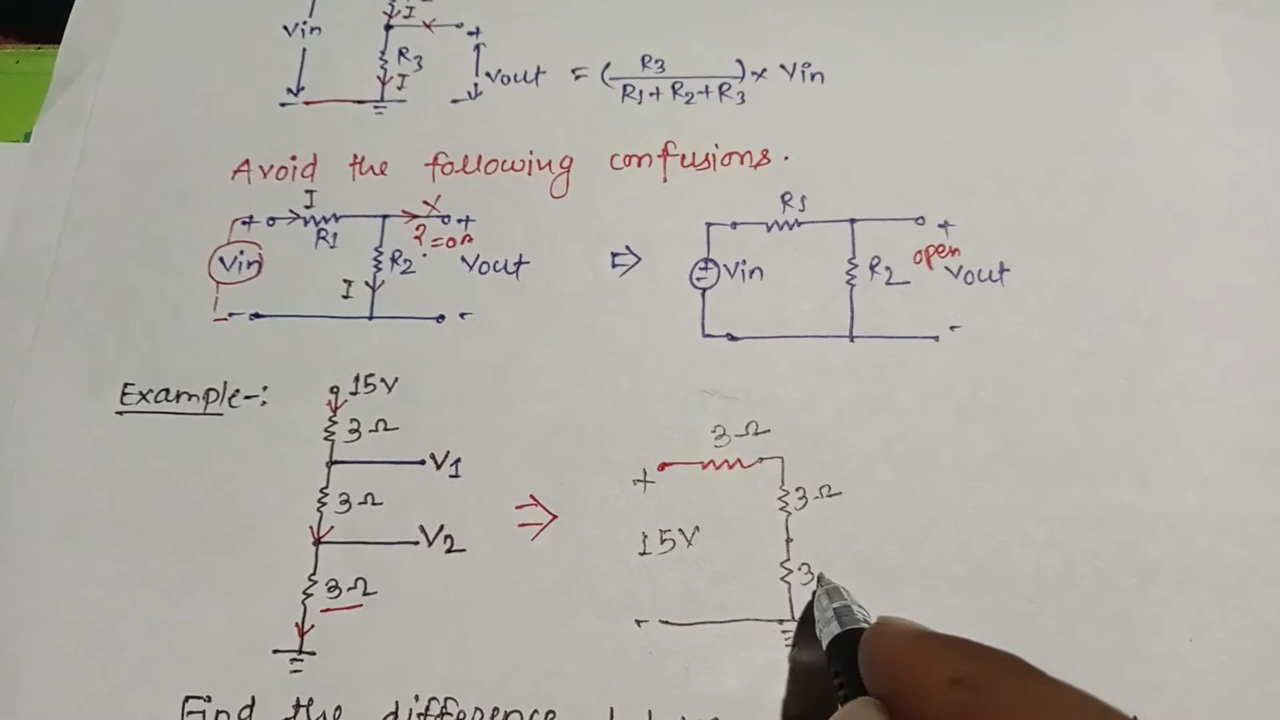 I
Vin
+
R3
I
Vout = (R3 / R1 + R2 + R3) × Vin
Avoid the following confusions.
I
+ R1 X +
? = 0A
Vin R2 Vout
I
- -
⇒
R1
+
± Vin R2 open Vout
-
Example-:
15V
3Ω
V1
3Ω
V2
3Ω
⇒
3Ω
+
3Ω
15V
3
-
Find the difference